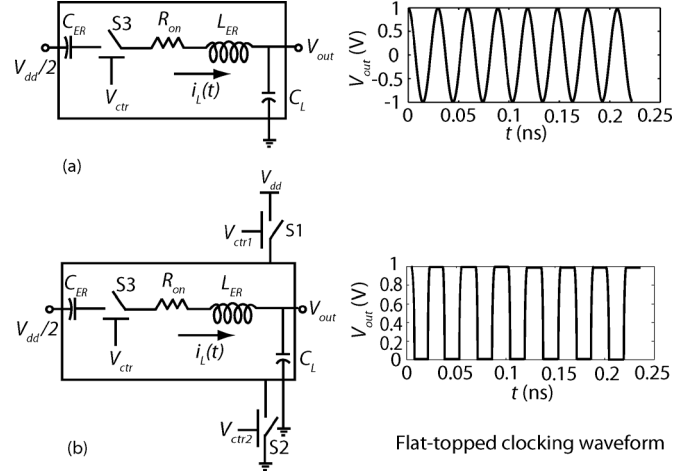 C_ER S3 R_on L_ER
V_dd/2 V_out
V_ctr i_L(t) C_L
(a)
V_out (V)
1
0.5
0
-0.5
-1
0 0.05 0.1 0.15 0.2 0.25
t (ns)
V_dd
V_ctr1 S1
C_ER S3 R_on L_ER
V_dd/2 V_out
V_ctr i_L(t) C_L
V_ctr2 S2
(b)
V_out (V)
1
0.8
0.6
0.4
0.2
0
0 0.05 0.1 0.15 0.2 0.25
t (ns)
Flat-topped clocking waveform